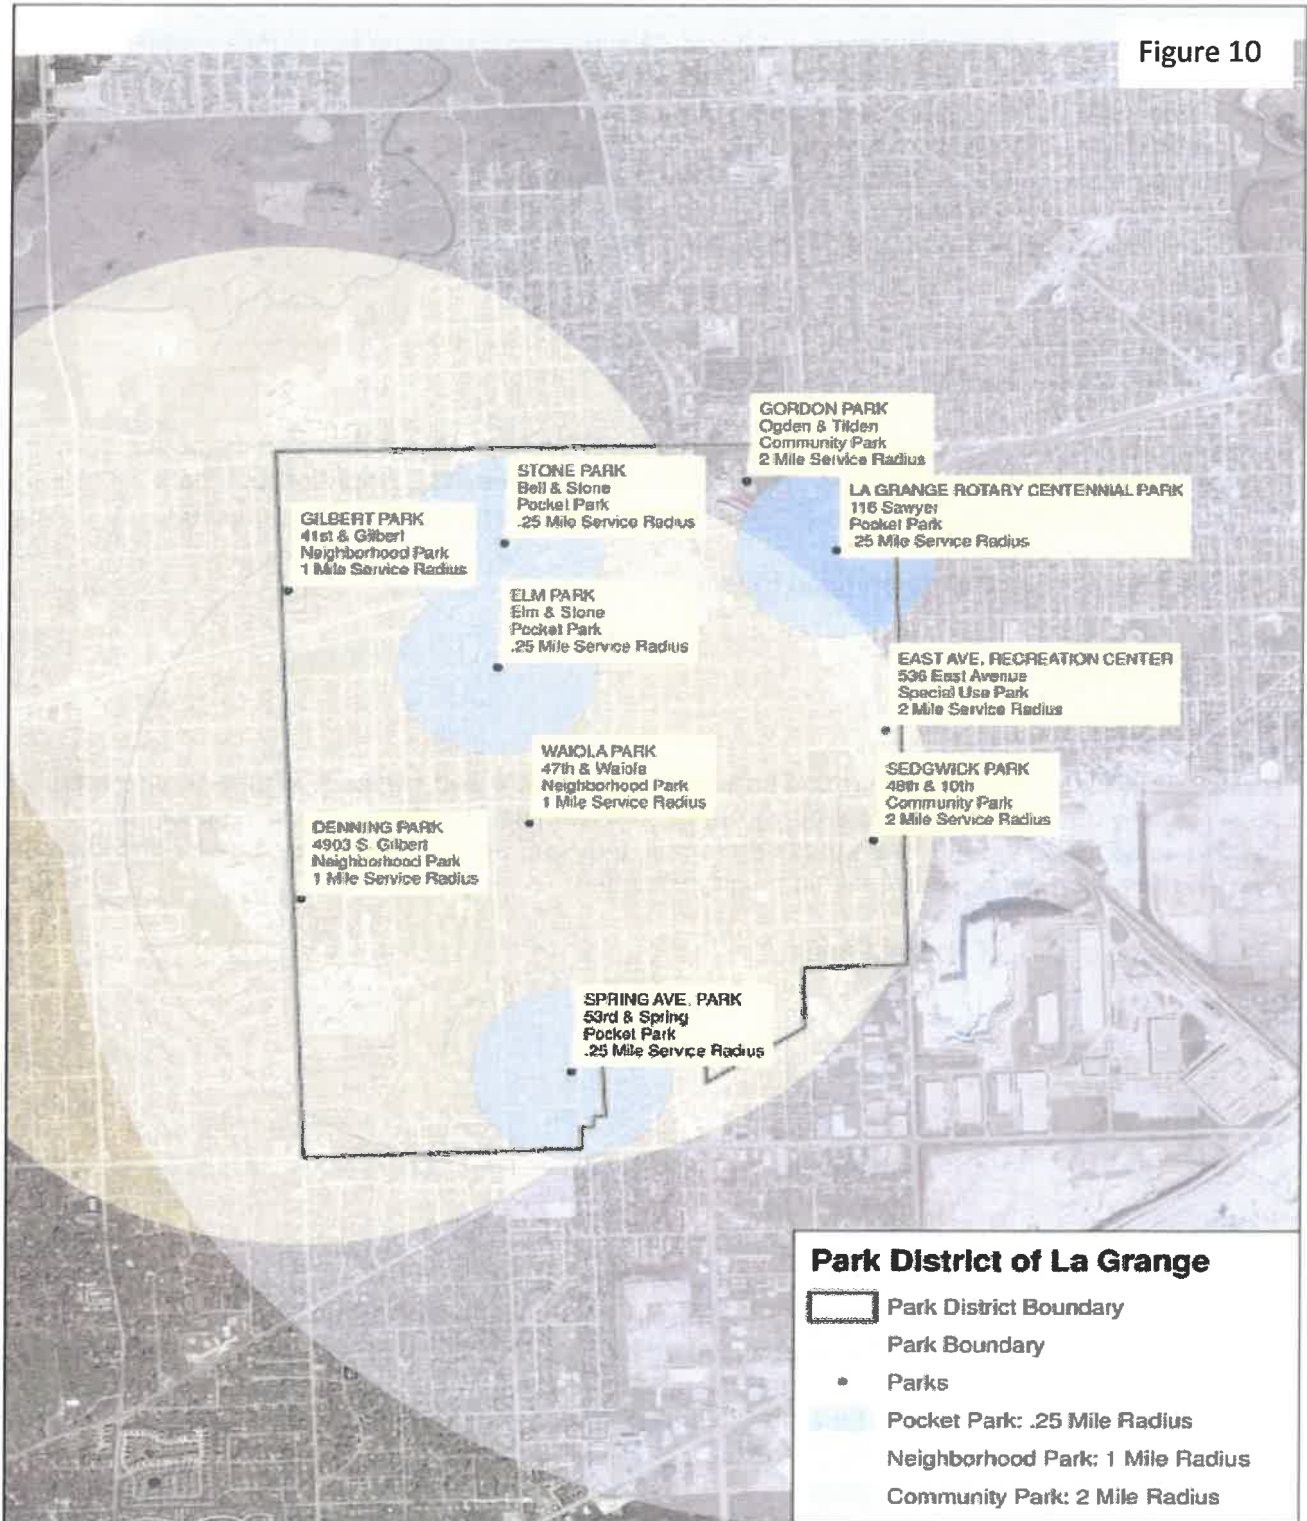 Figure 10
GORDON PARK
Ogden & Tilden
Community Park
2 Mile Service Radius
STONE PARK
Bell & Stone
Pocket Park
.25 Mile Service Radius
LA GRANGE ROTARY CENTENNIAL PARK
116 Sawyer
Pocket Park
.25 Mile Service Radius
GILBERT PARK
41st & Gilbert
Neighborhood Park
1 Mile Service Radius
ELM PARK
Elm & Stone
Pocket Park
.25 Mile Service Radius
EAST AVE. RECREATION CENTER
536 East Avenue
Special Use Park
2 Mile Service Radius
WAIOLA PARK
47th & Waiola
Neighborhood Park
1 Mile Service Radius
SEDGWICK PARK
48th & 10th
Community Park
2 Mile Service Radius
DENNING PARK
4903 S. Gilbert
Neighborhood Park
1 Mile Service Radius
SPRING AVE. PARK
53rd & Spring
Pocket Park
.25 Mile Service Radius
Park District of La Grange
Park District Boundary
Park Boundary
Parks
Pocket Park: .25 Mile Radius
Neighborhood Park: 1 Mile Radius
Community Park: 2 Mile Radius